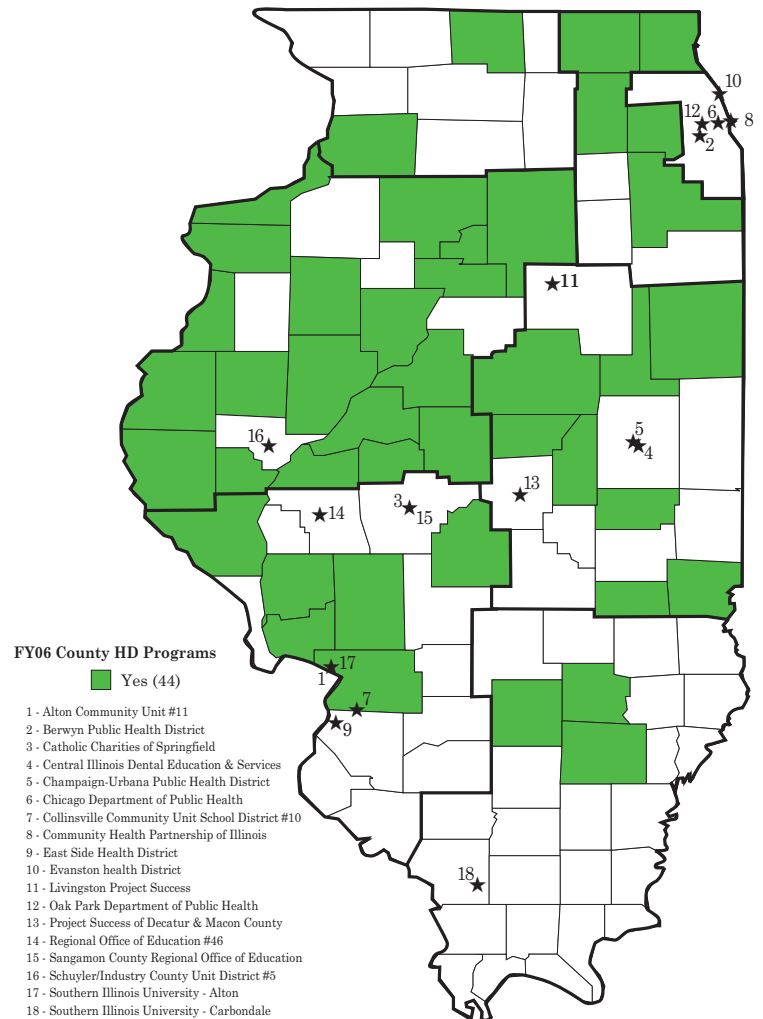 10
12
6
8
2
11
16
5
4
13
3
14
15
17
1
7
9
18
FY06 County HD Programs
Yes (44)
1 - Alton Community Unit #11
2 - Berwyn Public Health District
3 - Catholic Charities of Springfield
4 - Central Illinois Dental Education & Services
5 - Champaign-Urbana Public Health District
6 - Chicago Department of Public Health
7 - Collinsville Community Unit School District #10
8 - Community Health Partnership of Illinois
9 - East Side Health District
10 - Evanston health District
11 - Livingston Project Success
12 - Oak Park Department of Public Health
13 - Project Success of Decatur & Macon County
14 - Regional Office of Education #46
15 - Sangamon County Regional Office of Education
16 - Schuyler/Industry County Unit District #5
17 - Southern Illinois University - Alton
18 - Southern Illinois University - Carbondale